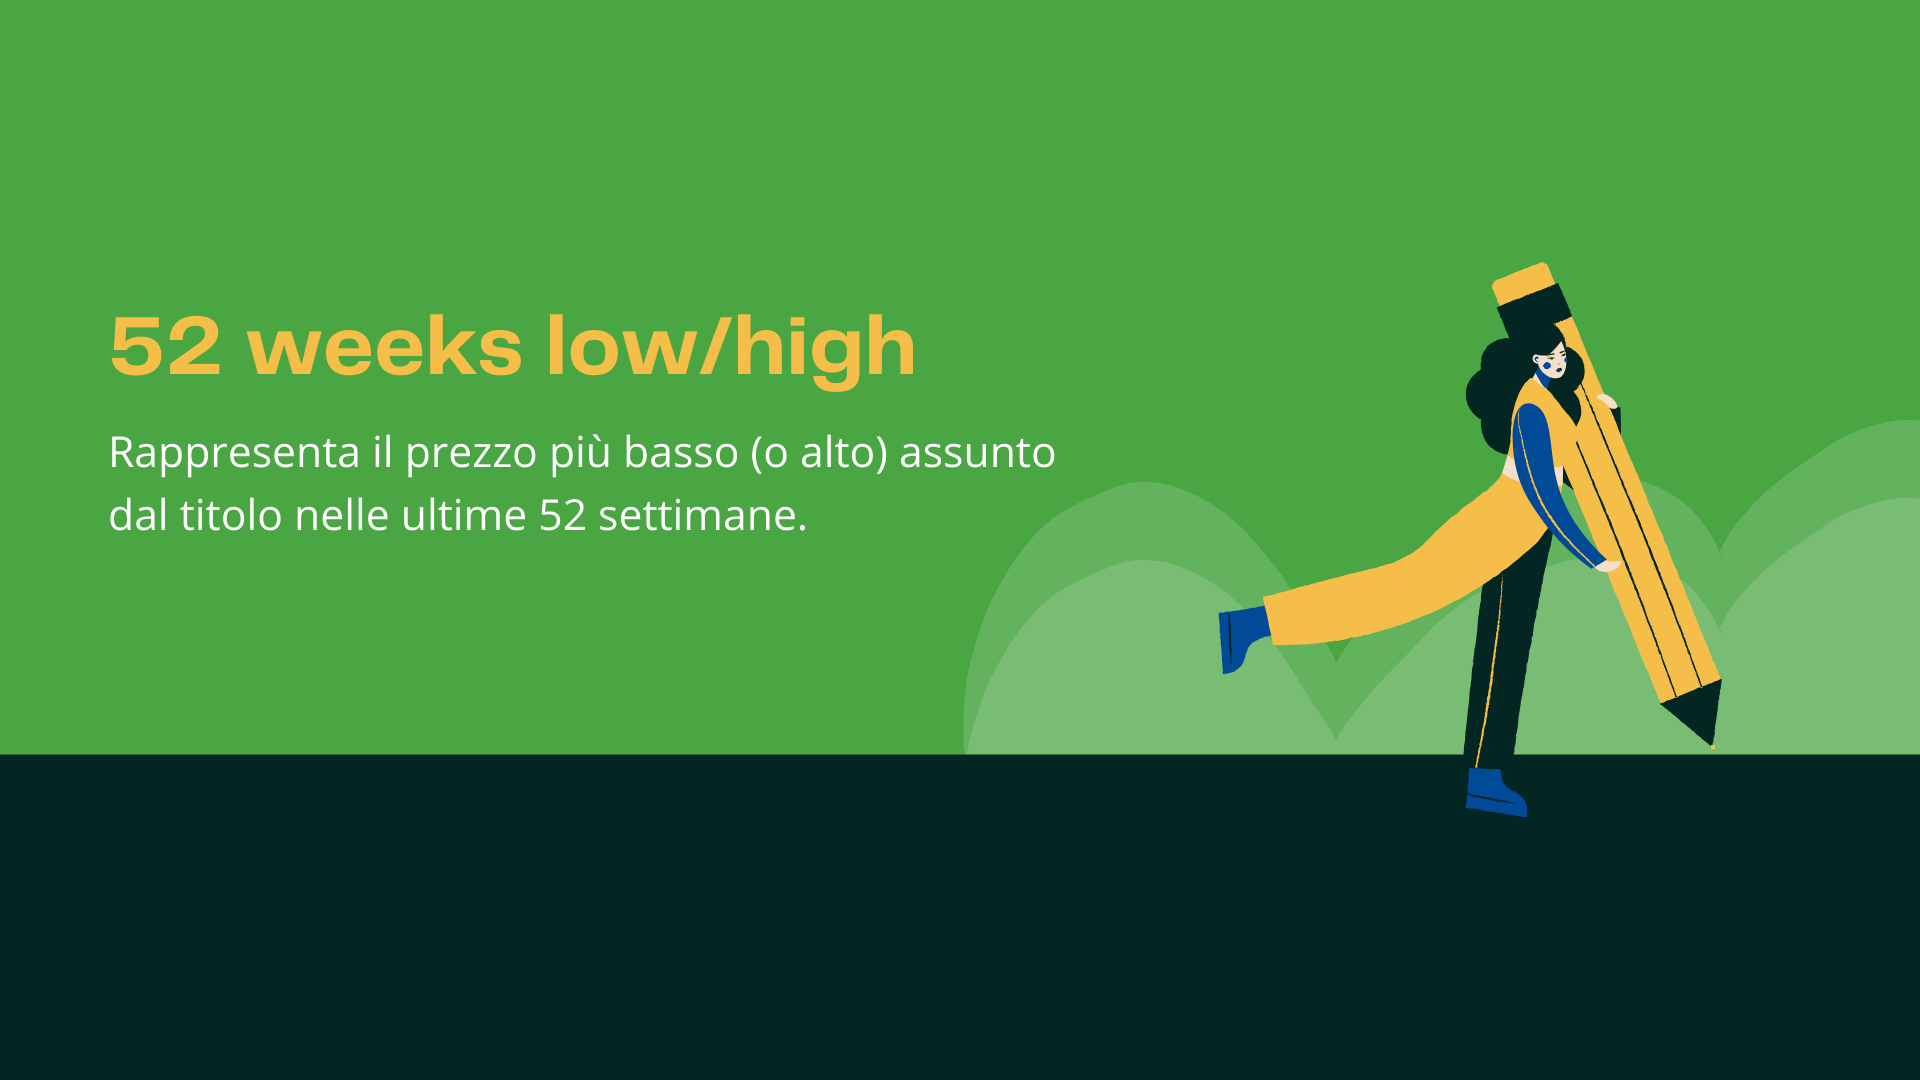 52 weeks low/high
Rappresenta il prezzo più basso (o alto) assunto
dal titolo nelle ultime 52 settimane.